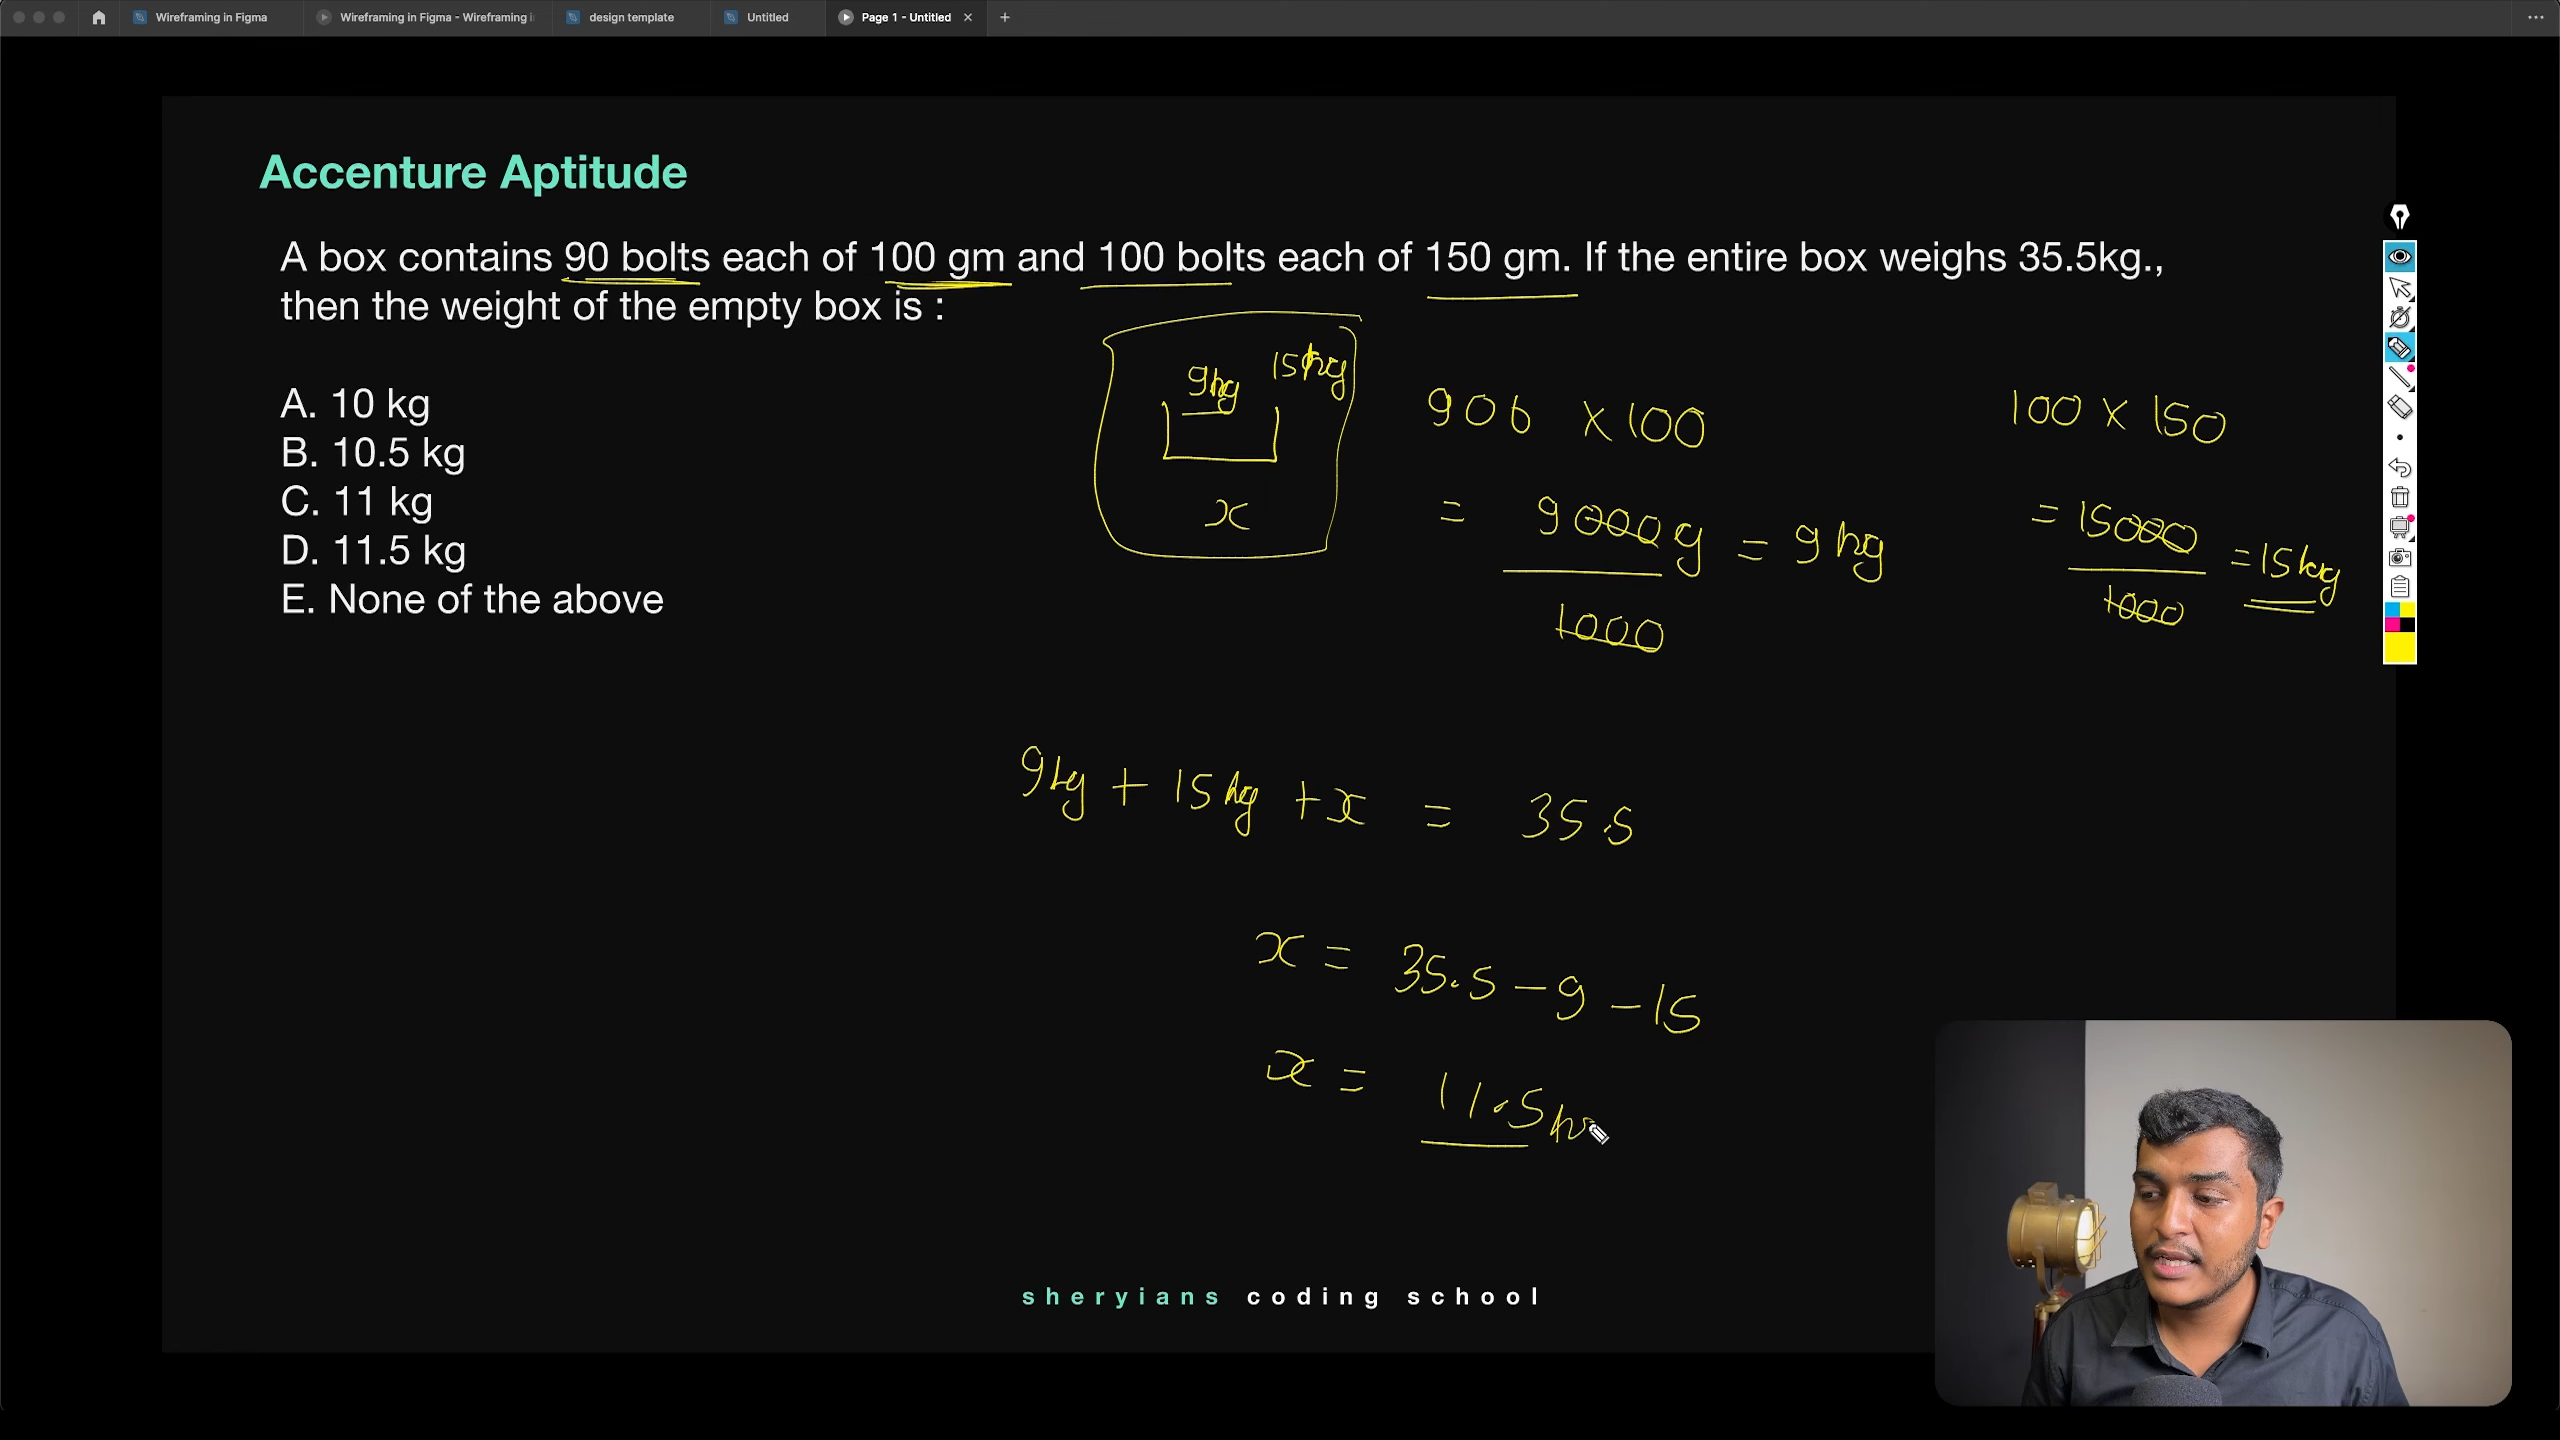 Wireframing in Figma
Wireframing in Figma - Wireframing i
design template
Untitled
Page 1 - Untitled
Accenture Aptitude
A box contains 90 bolts each of 100 gm and 100 bolts each of 150 gm. If the entire box weighs 35.5kg.,
then the weight of the empty box is :
A. 10 kg
B. 10.5 kg
C. 11 kg
D. 11.5 kg
E. None of the above
9kg 15kg
x
90b × 100
= 9000g = 9kg
1000
100 × 150
= 15000 = 15kg
1000
9kg + 15kg + x = 35.5
x = 35.5 - 9 - 15
x = 11.5
sheryians coding school